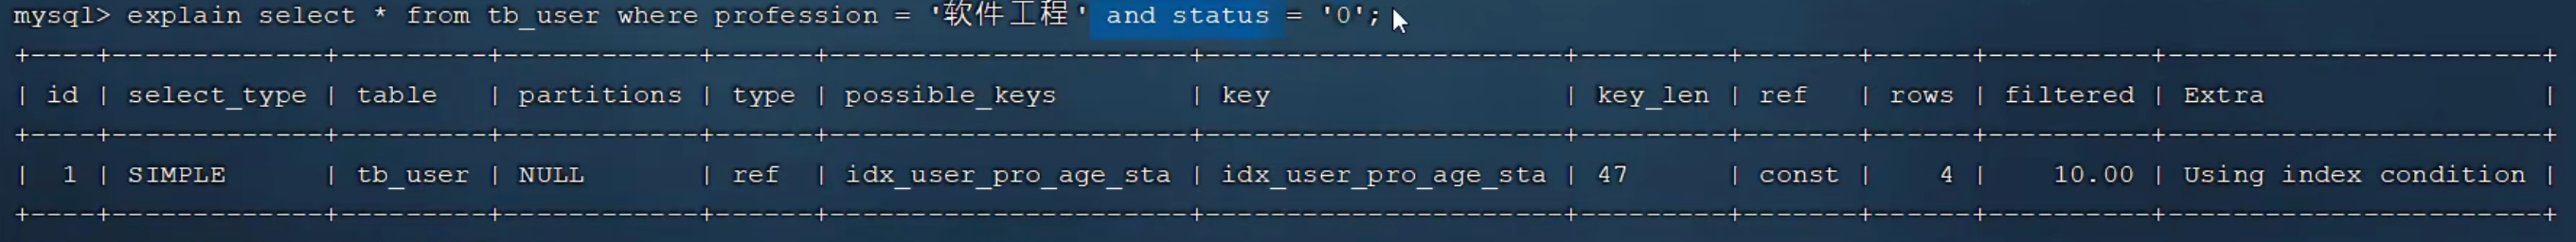 mysql> explain select * from tb_user where profession = '软件工程' and status = '0';
+----+-------------+---------+------------+------+----------------------+----------------------+---------+-------+------+----------+-----------------------+
| id | select_type | table   | partitions | type | possible_keys        | key                  | key_len | ref   | rows | filtered | Extra                 |
+----+-------------+---------+------------+------+----------------------+----------------------+---------+-------+------+----------+-----------------------+
|  1 | SIMPLE      | tb_user | NULL       | ref  | idx_user_pro_age_sta | idx_user_pro_age_sta | 47      | const |    4 |    10.00 | Using index condition |
+----+-------------+---------+------------+------+----------------------+----------------------+---------+-------+------+----------+-----------------------+